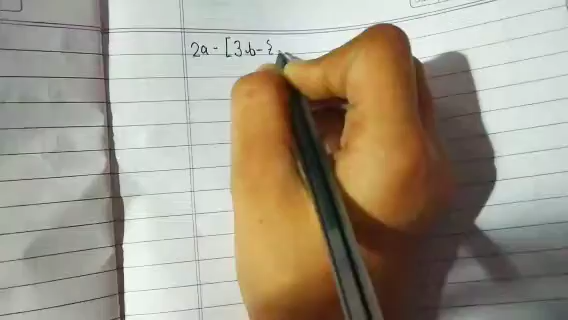 2a - [3b - {